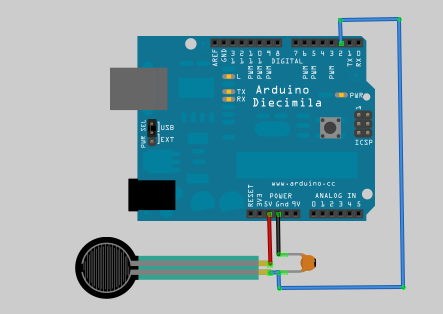 AREF
GND
13
12
11
10
9
8
7
6
5
4
3
2
1
0
PWM
PWM
PWM
PWM
PWM
PWM
TX
RX
DIGITAL
L
TX
RX
Arduino
Diecimila
PWR
1
ICSP
PWR SEL
USB
EXT
www.arduino.cc
RESET
3V3
5V
Gnd
9V
POWER
ANALOG IN
0 1 2 3 4 5